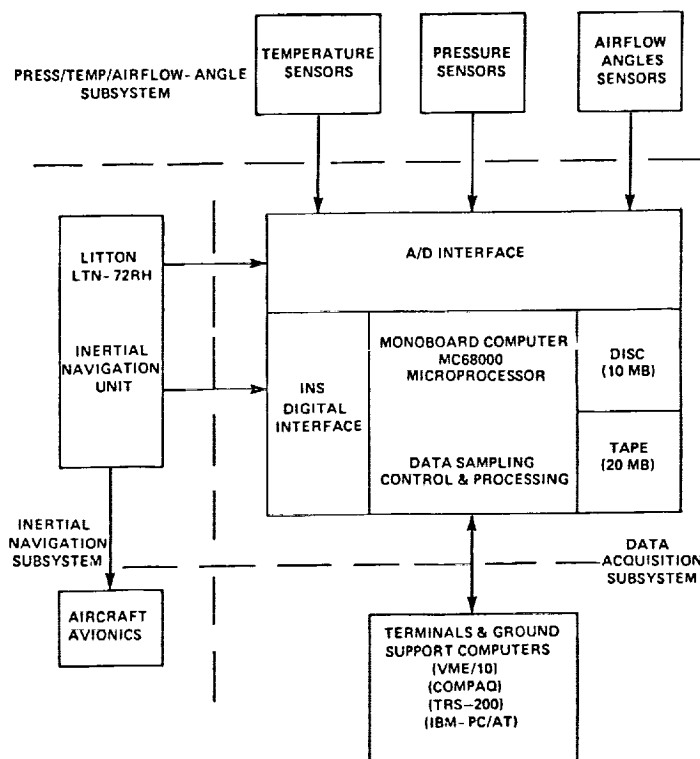 PRESS/TEMP/AIRFLOW-ANGLE
SUBSYSTEM
TEMPERATURE
SENSORS
PRESSURE
SENSORS
AIRFLOW
ANGLES
SENSORS
LITTON
LTN-72RH
INERTIAL
NAVIGATION
UNIT
A/D INTERFACE
INS
DIGITAL
INTERFACE
MONOBOARD COMPUTER
MC68000
MICROPROCESSOR
DATA SAMPLING
CONTROL & PROCESSING
DISC
(10 MB)
TAPE
(20 MB)
INERTIAL
NAVIGATION
SUBSYSTEM
DATA
ACQUISITION
SUBSYSTEM
AIRCRAFT
AVIONICS
TERMINALS & GROUND
SUPPORT COMPUTERS
(VME/10)
(COMPAQ)
(TRS-200)
(IBM-PC/AT)